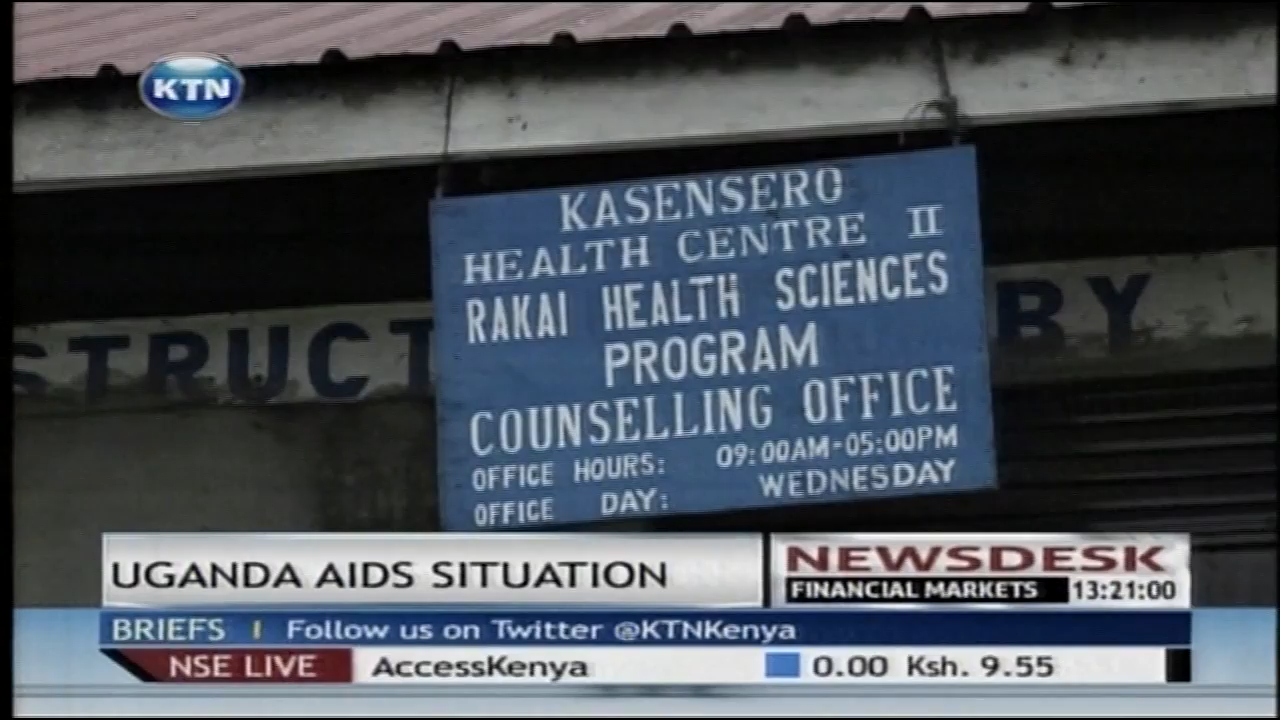 KTN
KASENSERO
HEALTH CENTRE II
RAKAI HEALTH SCIENCES
PROGRAM
COUNSELLING OFFICE
OFFICE HOURS: 09:00AM-05:00PM
OFFICE DAY: WEDNESDAY
STRUCT
BY
UGANDA AIDS SITUATION
NEWSDESK
FINANCIAL MARKETS 13:21:00
BRIEFS | Follow us on Twitter @KTNKenya
NSE LIVE AccessKenya 0.00 Ksh. 9.55